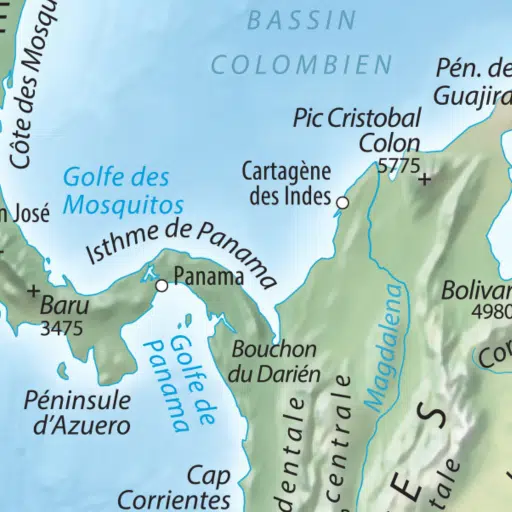 BASSIN
COLOMBIEN
Côte des Mosqu
Pén. de
Guajira
Pic Cristobal
Colon
5775
Cartagène
des Indes
Golfe des
Mosquitos
n José
Isthme de Panama
Panama
Baru
3475
Bolivar
4980
Magdalena
Golfe de
Panama
Bouchon
du Darién
Péninsule
d'Azuero
Cap
Corrientes
dentale
centrale
ES
tale
Cor